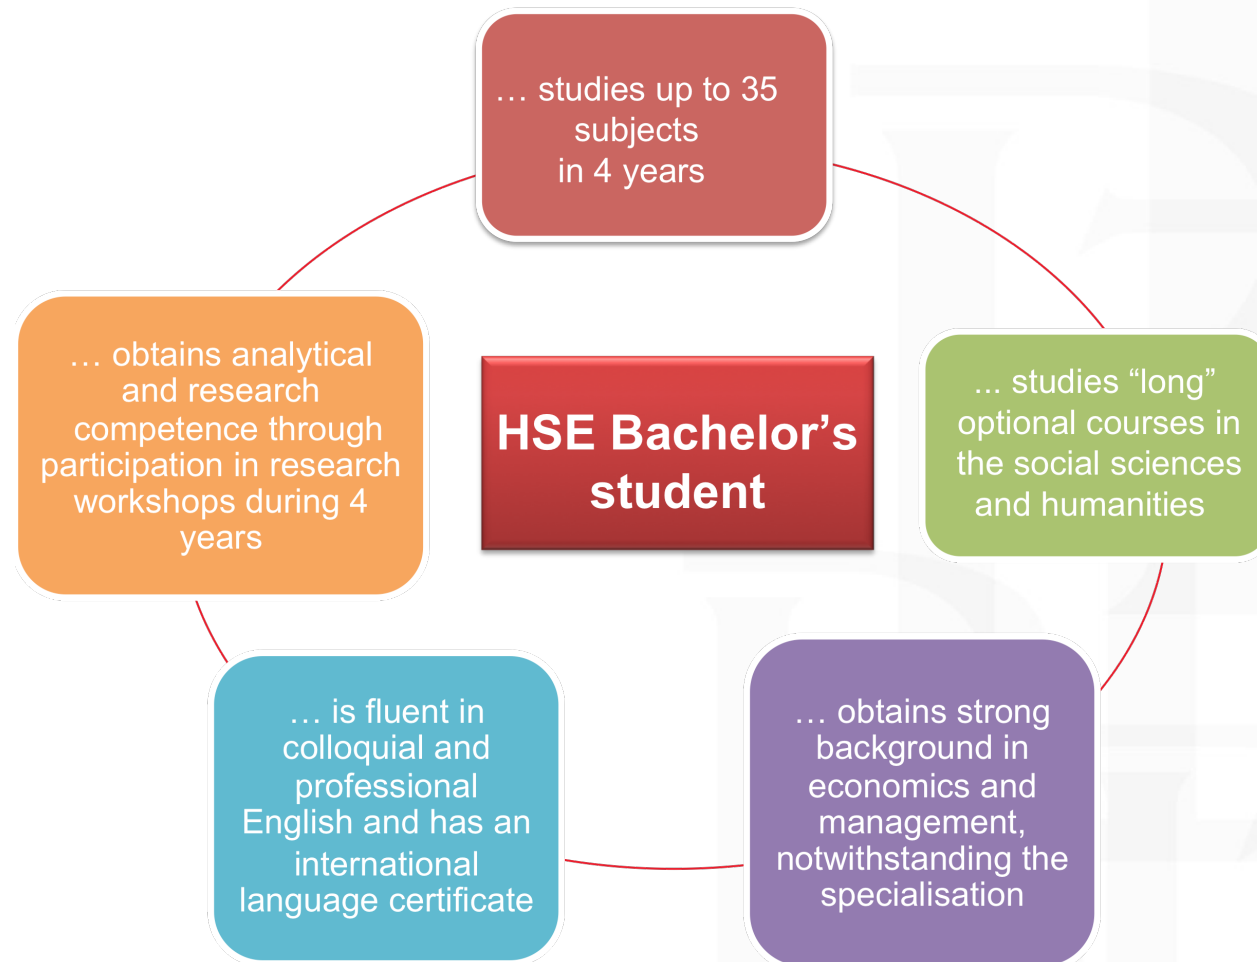 … studies up to 35
subjects
in 4 years
... studies “long”
optional courses in
the social sciences
and humanities
… obtains strong
background in
economics and
management,
notwithstanding the
specialisation
… is fluent in
colloquial and
professional
English and has an
international
language certificate
… obtains analytical
and research
competence through
participation in research
workshops during 4
years
HSE Bachelor’s
student